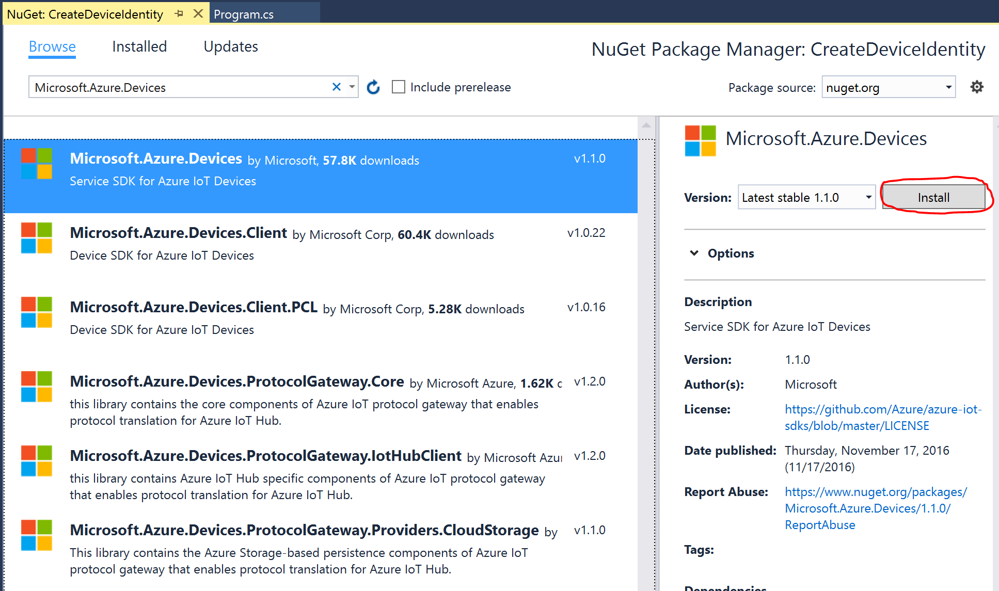 NuGet: CreateDeviceIdentity
Program.cs
Browse
Installed
Updates
NuGet Package Manager: CreateDeviceIdentity
Microsoft.Azure.Devices
Include prerelease
Package source:
nuget.org
Microsoft.Azure.Devices by Microsoft, 57.8K downloads
v1.1.0
Service SDK for Azure IoT Devices
Microsoft.Azure.Devices.Client by Microsoft Corp, 60.4K downloads
v1.0.22
Device SDK for Azure IoT Devices
Microsoft.Azure.Devices.Client.PCL by Microsoft Corp, 5.28K downloads
v1.0.16
Device SDK for Azure IoT Devices
Microsoft.Azure.Devices.ProtocolGateway.Core by Microsoft Azure, 1.62K
v1.2.0
this library contains the core components of Azure IoT protocol gateway that enables
protocol translation for Azure IoT Hub.
Microsoft.Azure.Devices.ProtocolGateway.IotHubClient by Microsoft
v1.2.0
this library contains Azure IoT Hub specific components of Azure IoT protocol gateway
that enables protocol translation for Azure IoT Hub.
Microsoft.Azure.Devices.ProtocolGateway.Providers.CloudStorage by
v1.1.0
This library contains the Azure Storage-based persistence components of Azure IoT
protocol gateway that enables protocol translation for Azure IoT Hub.
Microsoft.Azure.Devices
Version:
Latest stable 1.1.0
Install
Options
Description
Service SDK for Azure IoT Devices
Version: 1.1.0
Author(s): Microsoft
License: https://github.com/Azure/azure-iot-
sdks/blob/master/LICENSE
Date published: Thursday, November 17, 2016
(11/17/2016)
Report Abuse: https://www.nuget.org/packages/
Microsoft.Azure.Devices/1.1.0/
ReportAbuse
Tags:
Dependencies